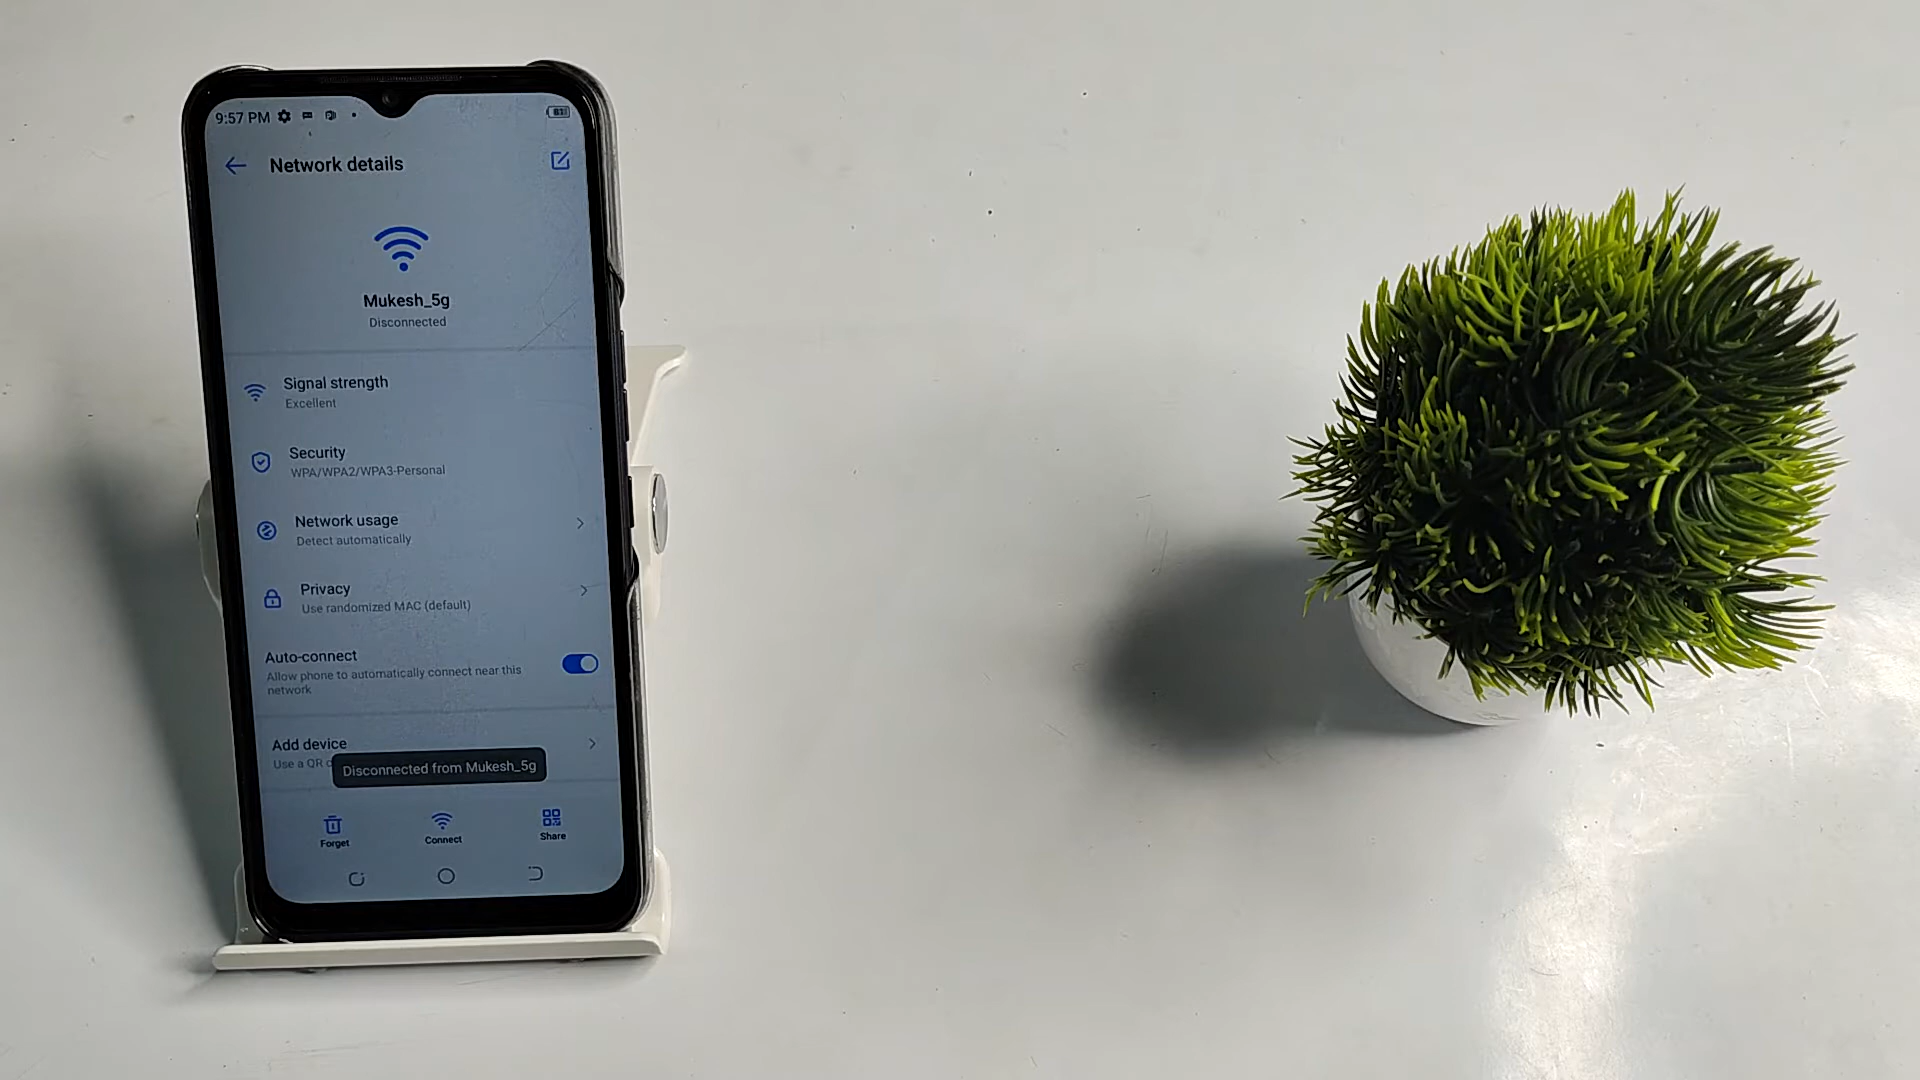 9:57 PM
Network details
Mukesh_5g
Disconnected
Signal strength
Excellent
Security
WPA/WPA2/WPA3-Personal
Network usage
Detect automatically
Privacy
Use randomized MAC (default)
Auto-connect
Allow phone to automatically connect near this
network
Add device
Use a QR
Disconnected from Mukesh_5g
Forget
Connect
Share